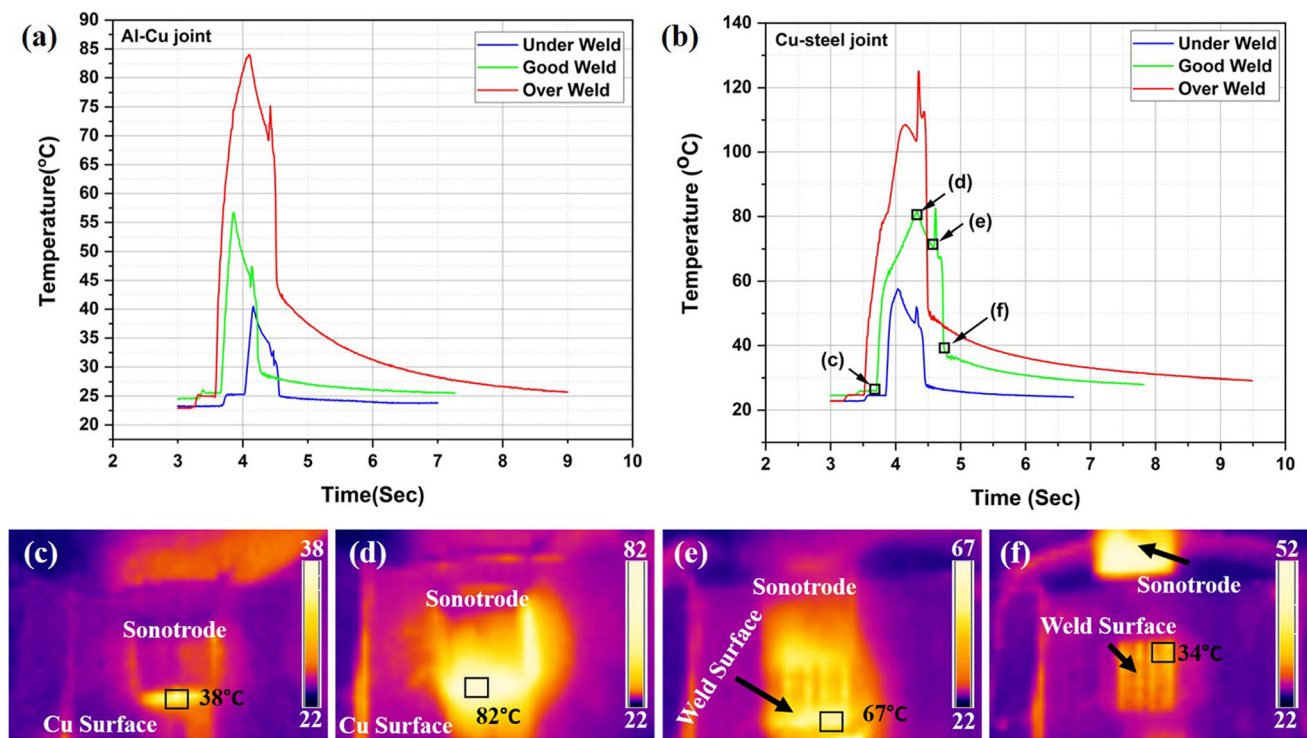 (a)
Al-Cu joint
Under Weld
Good Weld
Over Weld
90
85
80
75
70
65
60
55
50
45
40
35
30
25
20
Temperature(°C)
2 3 4 5 6 7 8 9 10
Time(Sec)
(b)
Cu-steel joint
Under Weld
Good Weld
Over Weld
140
120
100
80
60
40
20
Temperature (°C)
(d)
(e)
(f)
(c)
2 3 4 5 6 7 8 9 10
Time (Sec)
(c)
38
Sonotrode
38°C
Cu Surface
22
(d)
82
Sonotrode
82°C
Cu Surface
22
(e)
67
Sonotrode
Weld Surface
67°C
22
(f)
52
Sonotrode
Weld Surface
34°C
22